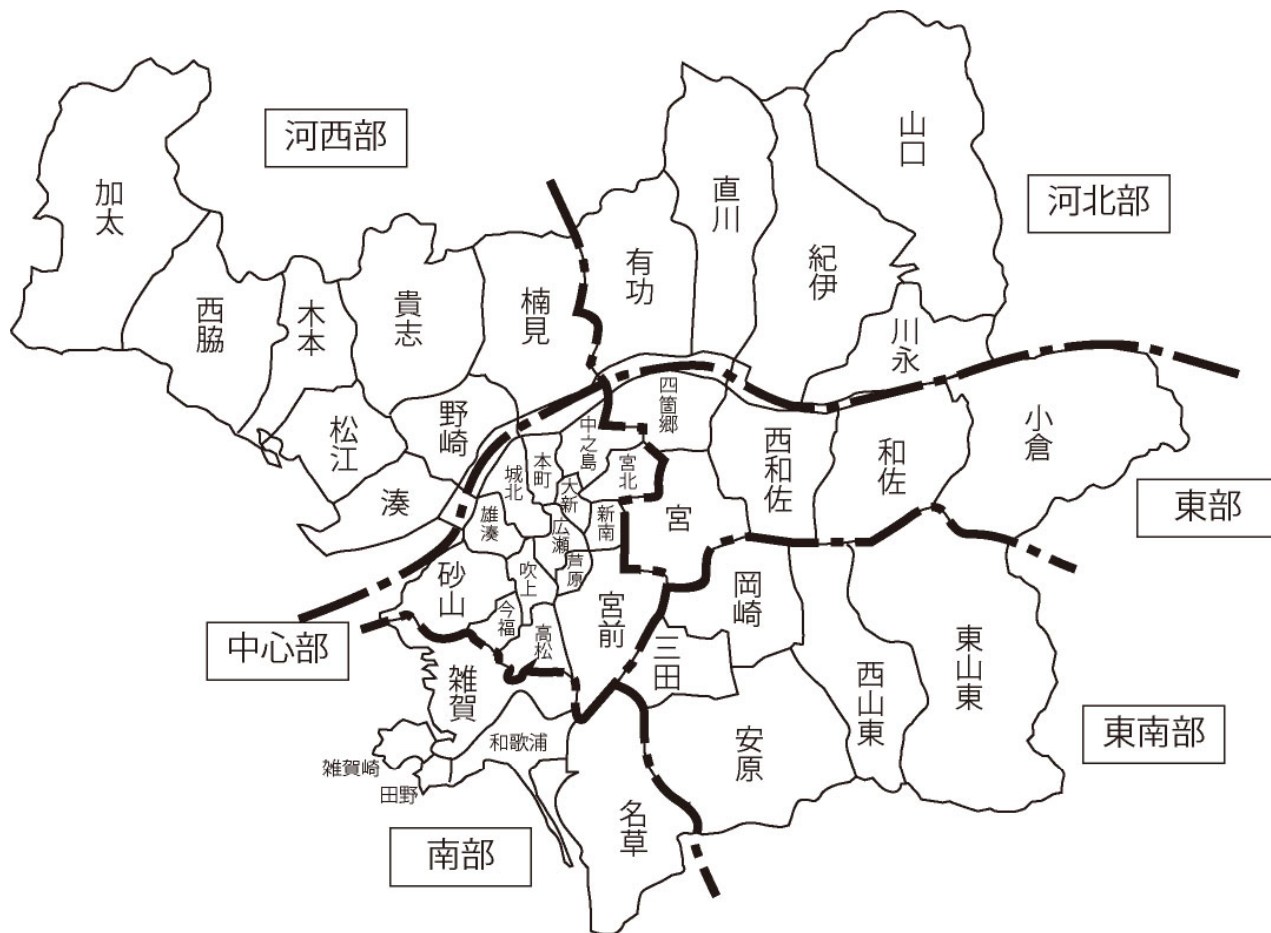 河西部
加太
西脇
木本
貴志
楠見
野崎
松江
湊
河北部
有功
直川
紀伊
山口
川永
東部
四箇郷
西和佐
和佐
小倉
宮
中心部
中之島
本町
城北
大新
宮北
雄湊
広瀬
新南
芦原
吹上
砂山
今福
高松
宮前
東南部
岡崎
三田
安原
西山東
東山東
南部
雑賀
和歌浦
雑賀崎
田野
名草